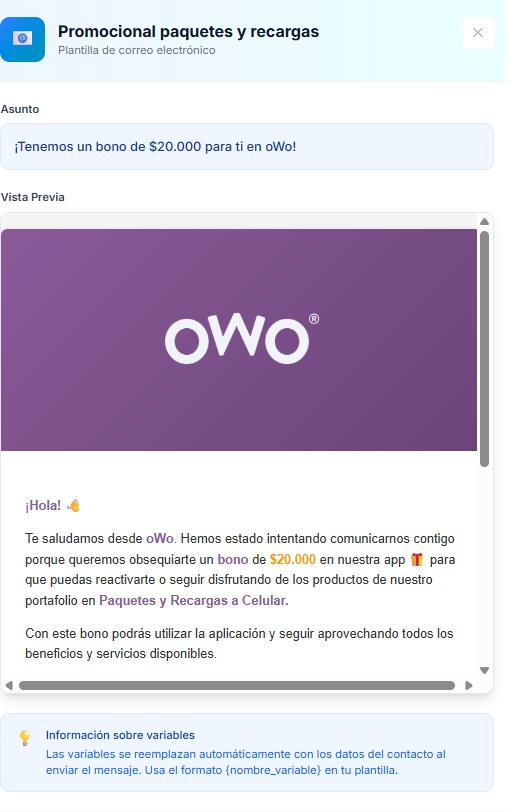 Promocional paquetes y recargas
Plantilla de correo electrónico
Asunto
¡Tenemos un bono de $20.000 para ti en oWo!
Vista Previa
oWo®
¡Hola! 👋
Te saludamos desde oWo. Hemos estado intentando comunicarnos contigo
porque queremos obsequiarte un bono de $20.000 en nuestra app 🎁 para
que puedas reactivarte o seguir disfrutando de los productos de nuestro
portafolio en Paquetes y Recargas a Celular.
Con este bono podrás utilizar la aplicación y seguir aprovechando todos los
beneficios y servicios disponibles.
Información sobre variables
Las variables se reemplazan automáticamente con los datos del contacto al
enviar el mensaje. Usa el formato {nombre_variable} en tu plantilla.